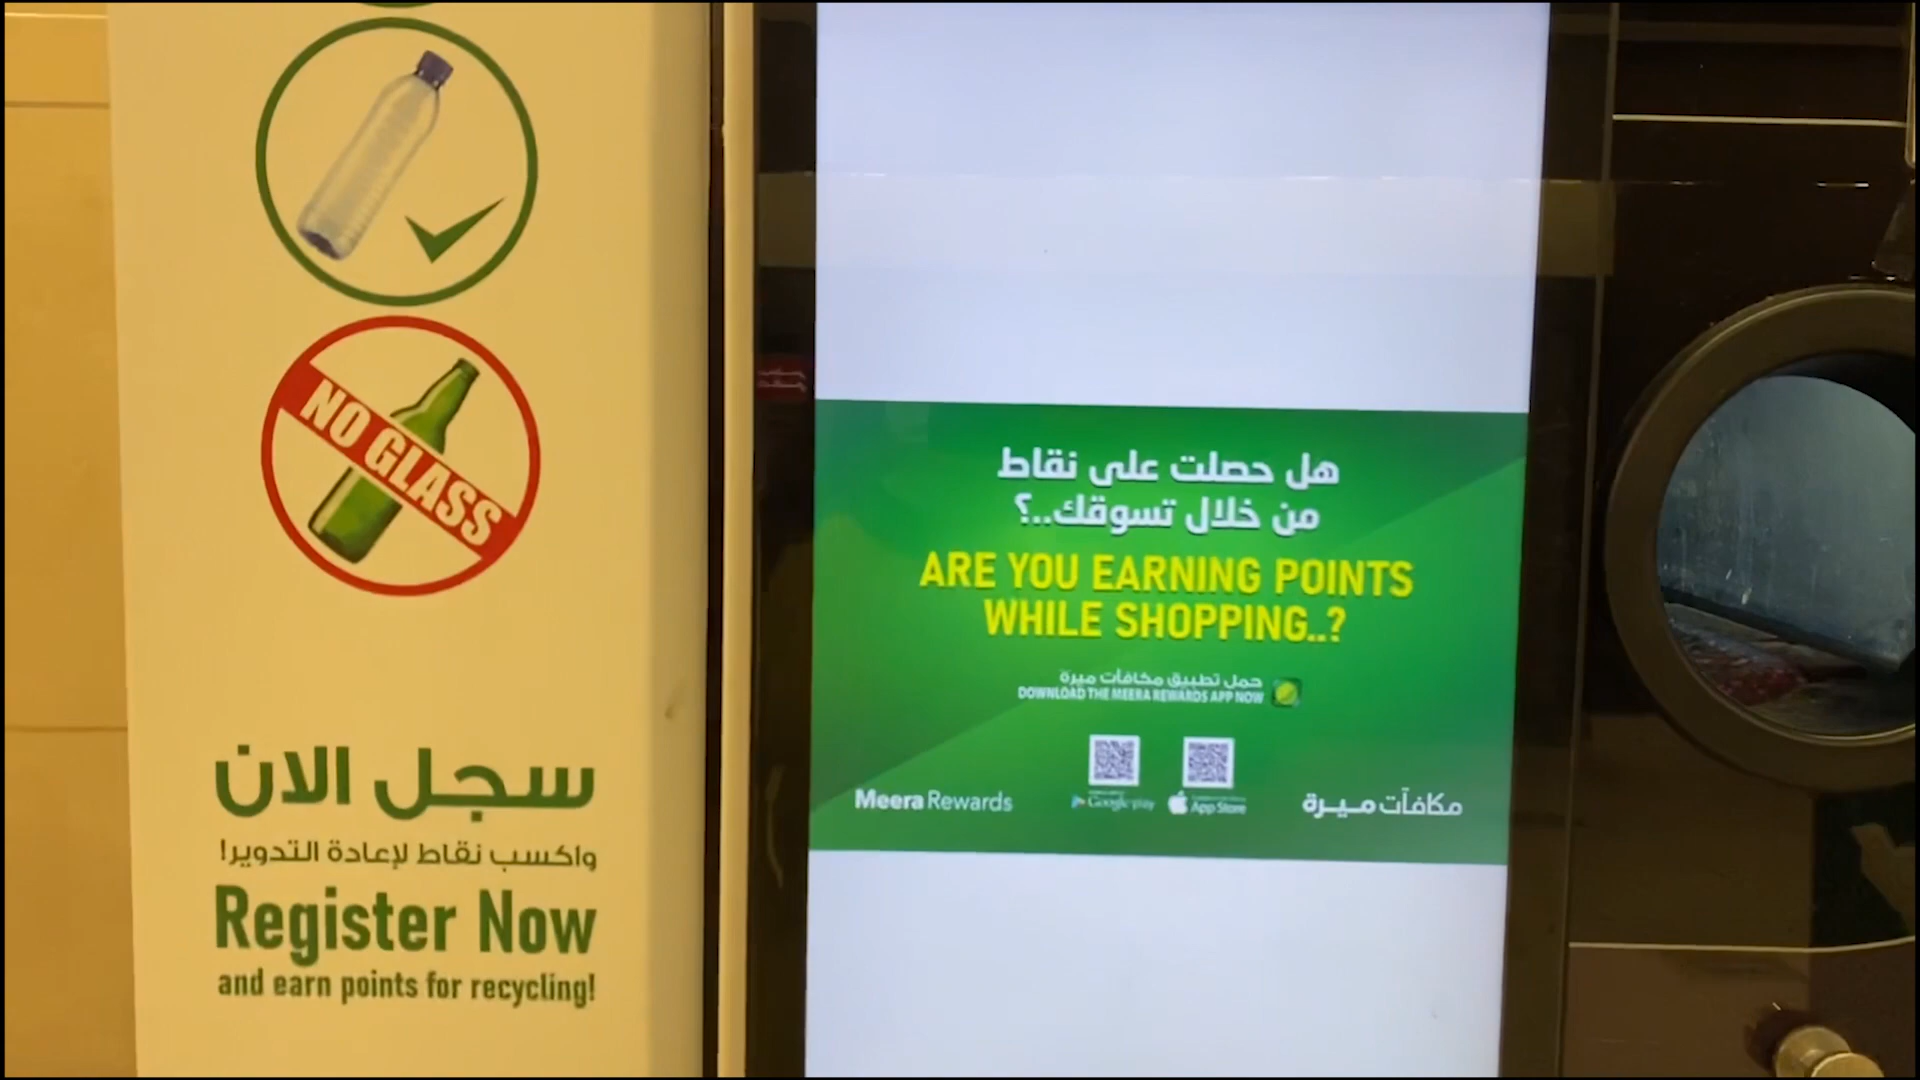 NO GLASS
سجل الان
واكسب نقاط لإعادة التدوير!
Register Now
and earn points for recycling!
هل حصلت على نقاط
من خلال تسوقك..؟
ARE YOU EARNING POINTS
WHILE SHOPPING..?
حمل تطبيق مكافآت ميرة
DOWNLOAD THE MEERA REWARDS APP NOW
Meera Rewards
Google play
App Store
مكافآت ميرة